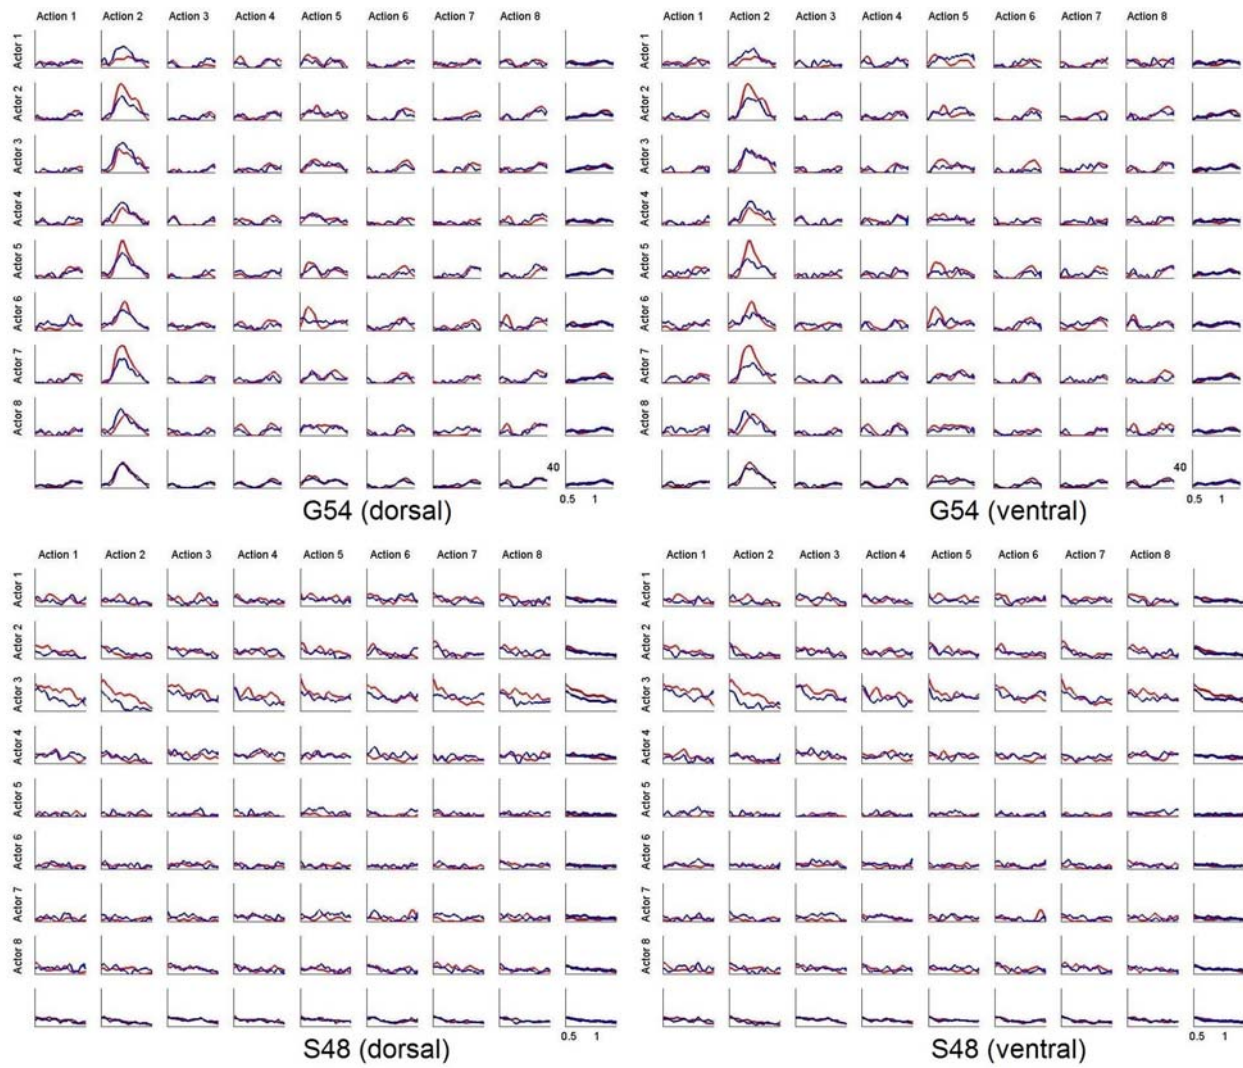 Action 1 Action 2 Action 3 Action 4 Action 5 Action 6 Action 7 Action 8 Action 1 Action 2 Action 3 Action 4 Action 5 Action 6 Action 7 Action 8
Actor 1 Actor 1
Actor 2 Actor 2
Actor 3 Actor 3
Actor 4 Actor 4
Actor 5 Actor 5
Actor 6 Actor 6
Actor 7 Actor 7
Actor 8 Actor 8
40 40
0.5 1 0.5 1
G54 (dorsal) G54 (ventral)
Action 1 Action 2 Action 3 Action 4 Action 5 Action 6 Action 7 Action 8 Action 1 Action 2 Action 3 Action 4 Action 5 Action 6 Action 7 Action 8
Actor 1 Actor 1
Actor 2 Actor 2
Actor 3 Actor 3
Actor 4 Actor 4
Actor 5 Actor 5
Actor 6 Actor 6
Actor 7 Actor 7
Actor 8 Actor 8
0.5 1 0.5 1
S48 (dorsal) S48 (ventral)